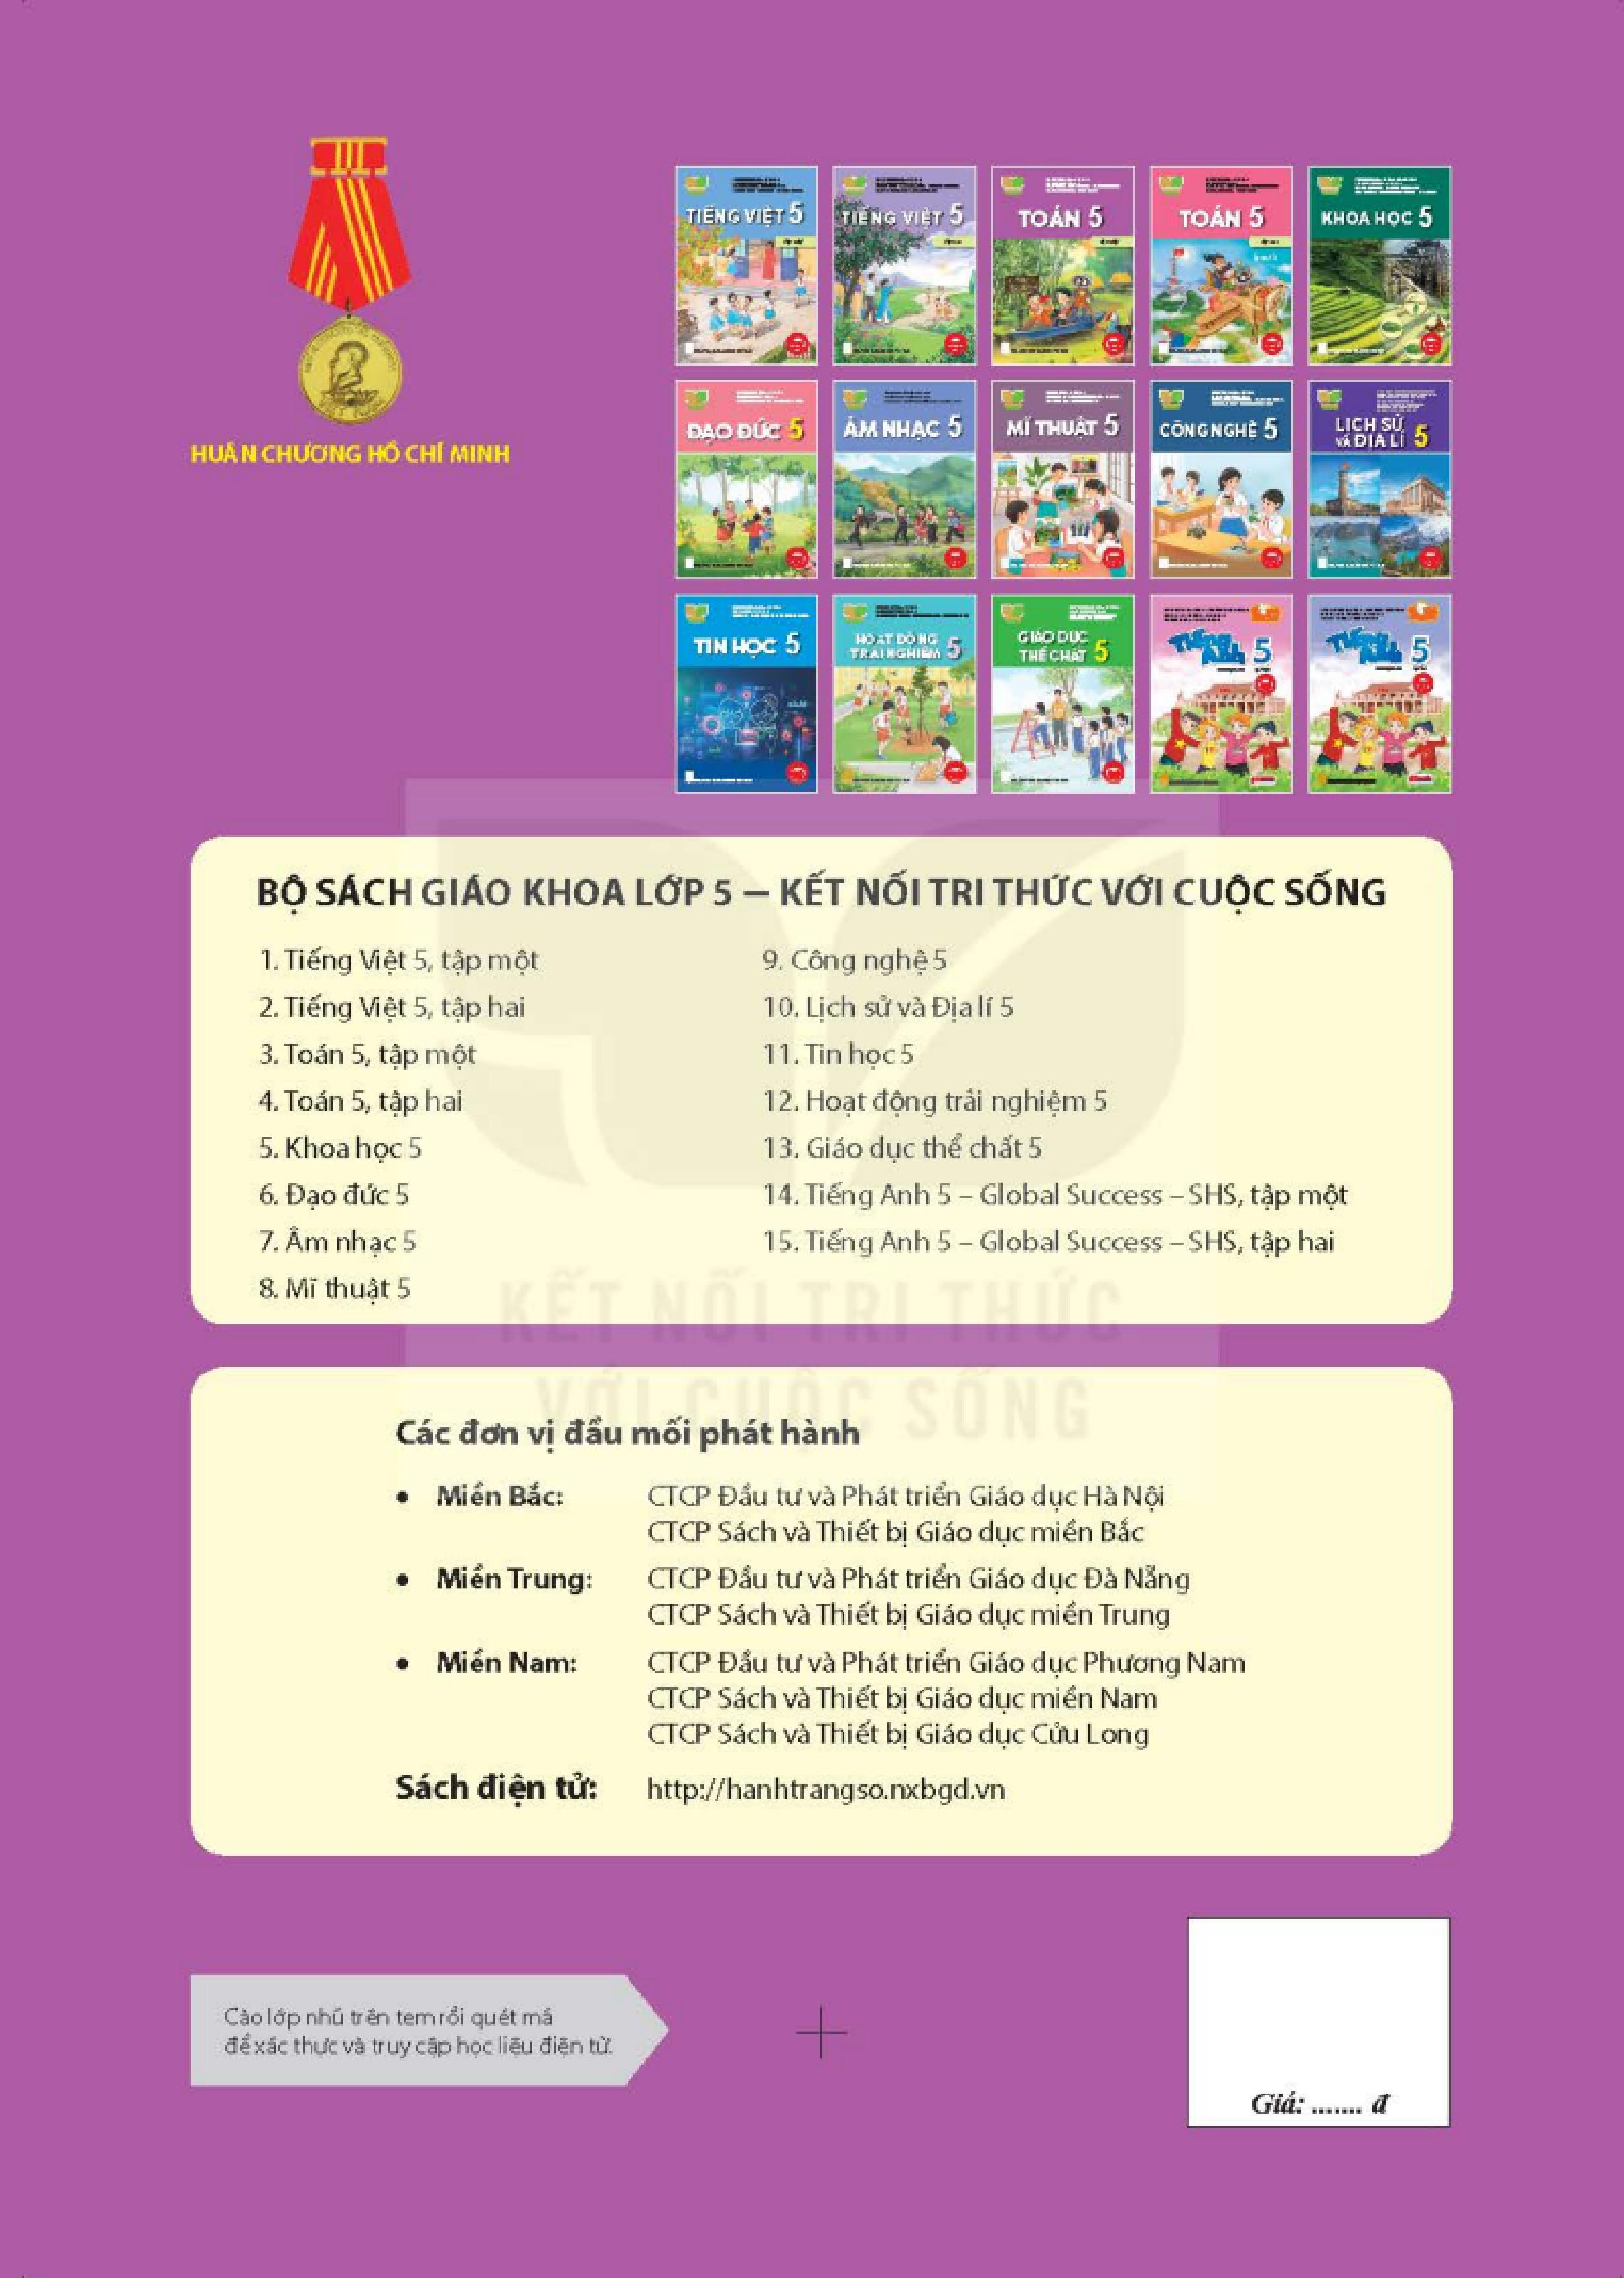 HUÂN CHƯƠNG HỒ CHÍ MINH
TIẾNG VIỆT 5
TIẾNG VIỆT 5
TOÁN 5
TOÁN 5
KHOA HỌC 5
ĐẠO ĐỨC 5
ÂM NHẠC 5
MĨ THUẬT 5
CÔNG NGHỆ 5
LỊCH SỬ
VÀ ĐỊA LÍ 5
TIN HỌC 5
HOẠT ĐỘNG
TRẢI NGHIỆM 5
GIÁO DỤC
THỂ CHẤT 5
Tiếng Anh 5
Tiếng Anh 5
BỘ SÁCH GIÁO KHOA LỚP 5 – KẾT NỐI TRI THỨC VỚI CUỘC SỐNG
1. Tiếng Việt 5, tập một
2. Tiếng Việt 5, tập hai
3. Toán 5, tập một
4. Toán 5, tập hai
5. Khoa học 5
6. Đạo đức 5
7. Âm nhạc 5
8. Mĩ thuật 5
9. Công nghệ 5
10. Lịch sử và Địa lí 5
11. Tin học 5
12. Hoạt động trải nghiệm 5
13. Giáo dục thể chất 5
14. Tiếng Anh 5 – Global Success – SHS, tập một
15. Tiếng Anh 5 – Global Success – SHS, tập hai
KẾT NỐI TRI THỨC
VỚI CUỘC SỐNG
Các đơn vị đầu mối phát hành
• Miền Bắc: CTCP Đầu tư và Phát triển Giáo dục Hà Nội
CTCP Sách và Thiết bị Giáo dục miền Bắc
• Miền Trung: CTCP Đầu tư và Phát triển Giáo dục Đà Nẵng
CTCP Sách và Thiết bị Giáo dục miền Trung
• Miền Nam: CTCP Đầu tư và Phát triển Giáo dục Phương Nam
CTCP Sách và Thiết bị Giáo dục miền Nam
CTCP Sách và Thiết bị Giáo dục Cửu Long
Sách điện tử: http://hanhtrangso.nxbgd.vn
Cào lớp nhũ trên tem rồi quét mã
để xác thực và truy cập học liệu điện tử.
Giá: ....... đ